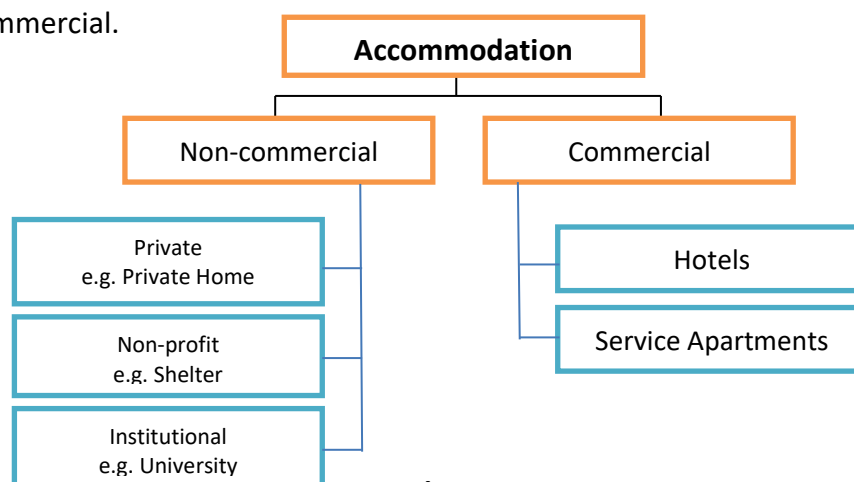 mmercial.
Accommodation
Non-commercial
Commercial
Private
e.g. Private Home
Non-profit
e.g. Shelter
Institutional
e.g. University
Hotels
Service Apartments